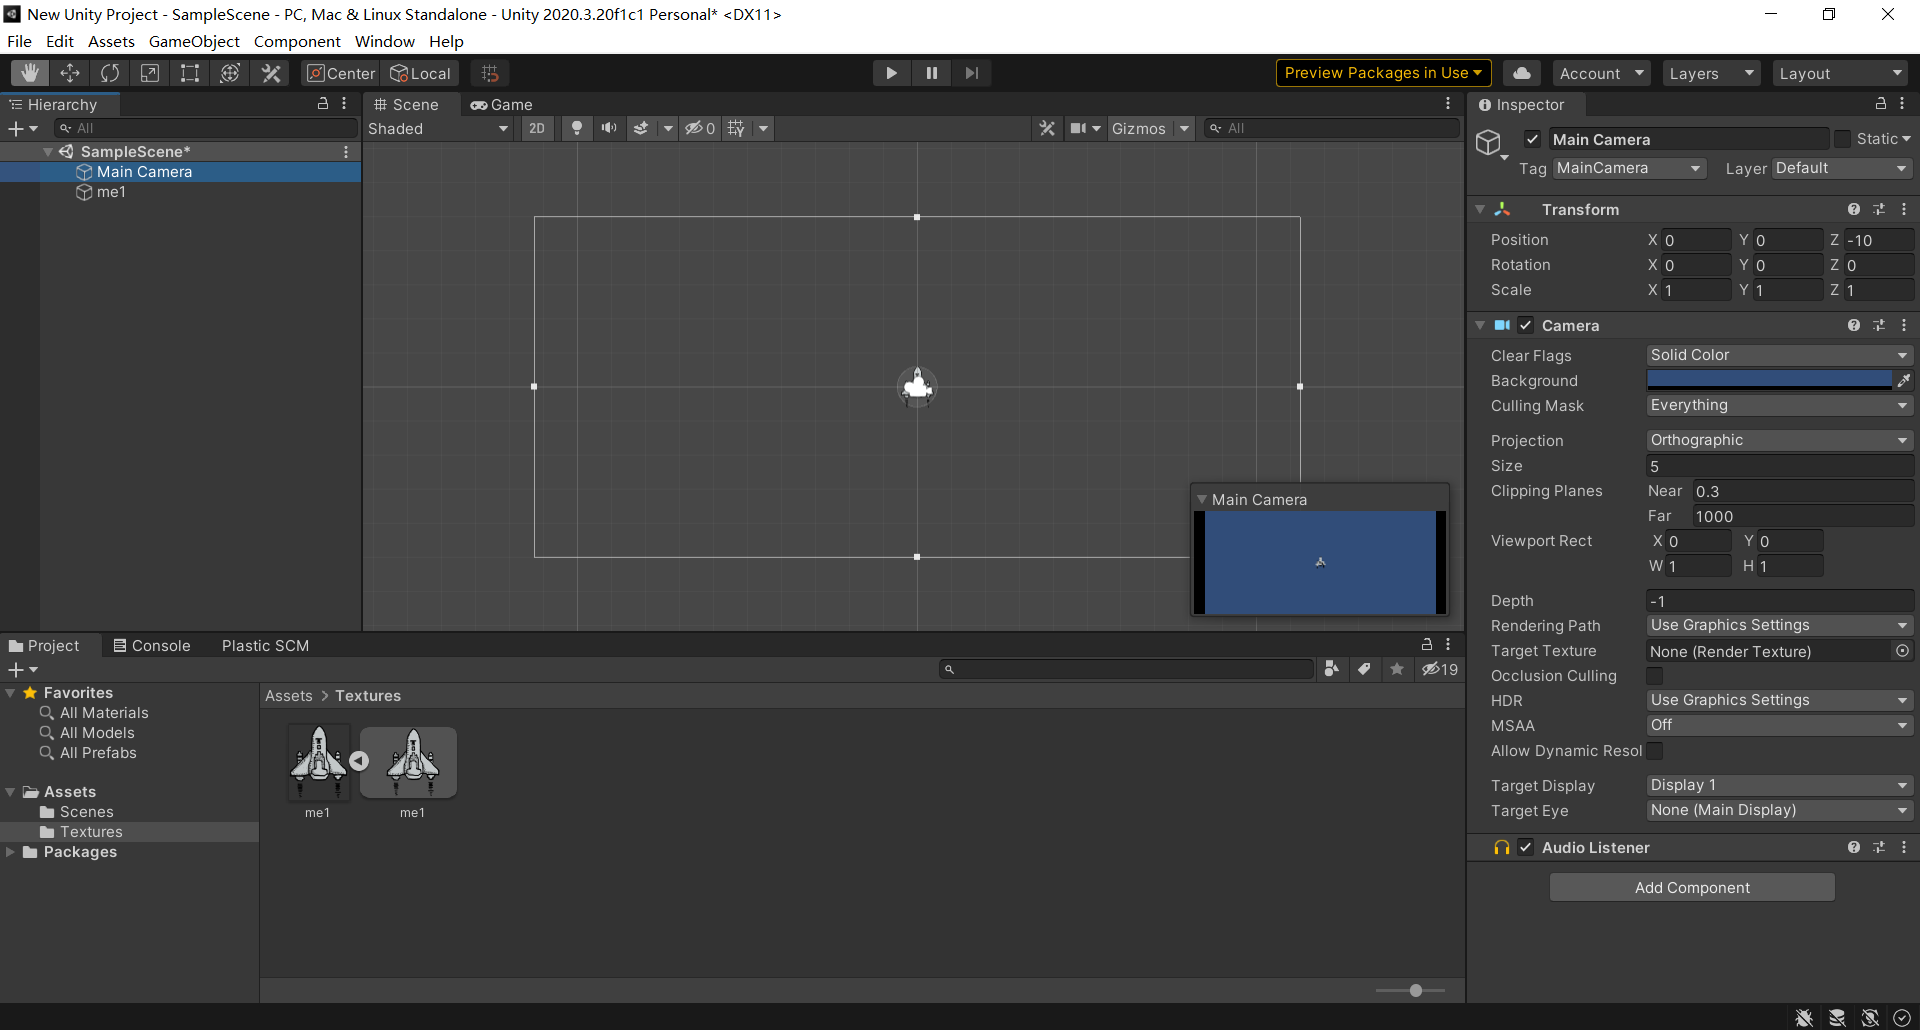 New Unity Project - SampleScene - PC, Mac & Linux Standalone - Unity 2020.3.20f1c1 Personal* <DX11>
File Edit Assets GameObject Component Window Help
Center Local Preview Packages in Use Account Layers Layout
Hierarchy
All
SampleScene*
Main Camera
me1
Scene Game
Shaded 2D 0 Gizmos All
Main Camera
Inspector
Main Camera Static
Tag MainCamera Layer Default
Transform
Position X 0 Y 0 Z -10
Rotation X 0 Y 0 Z 0
Scale X 1 Y 1 Z 1
Camera
Clear Flags Solid Color
Background
Culling Mask Everything
Projection Orthographic
Size 5
Clipping Planes Near 0.3
Far 1000
Viewport Rect X 0 Y 0
W 1 H 1
Depth -1
Rendering Path Use Graphics Settings
Target Texture None (Render Texture)
Occlusion Culling
HDR Use Graphics Settings
MSAA Off
Allow Dynamic Resol
Target Display Display 1
Target Eye None (Main Display)
Audio Listener
Add Component
Project Console Plastic SCM
19
Favorites
All Materials
All Models
All Prefabs
Assets
Scenes
Textures
Packages
Assets > Textures
me1 me1